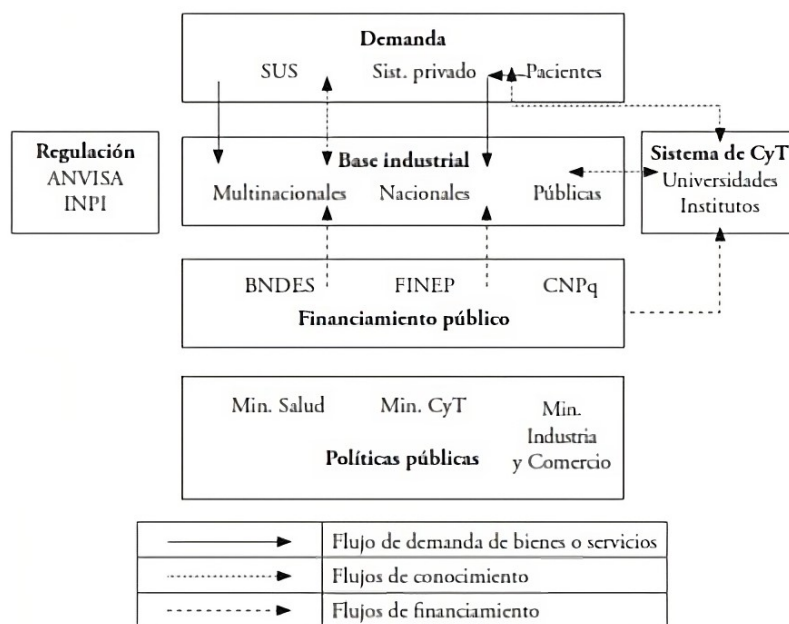 Demanda
SUS Sist. privado Pacientes
Regulación
ANVISA
INPI
Base industrial
Multinacionales Nacionales Públicas
Sistema de CyT
Universidades
Institutos
BNDES FINEP CNPq
Financiamiento público
Min. Salud Min. CyT Min.
Industria
y Comercio
Políticas públicas
Flujo de demanda de bienes o servicios
Flujos de conocimiento
Flujos de financiamiento